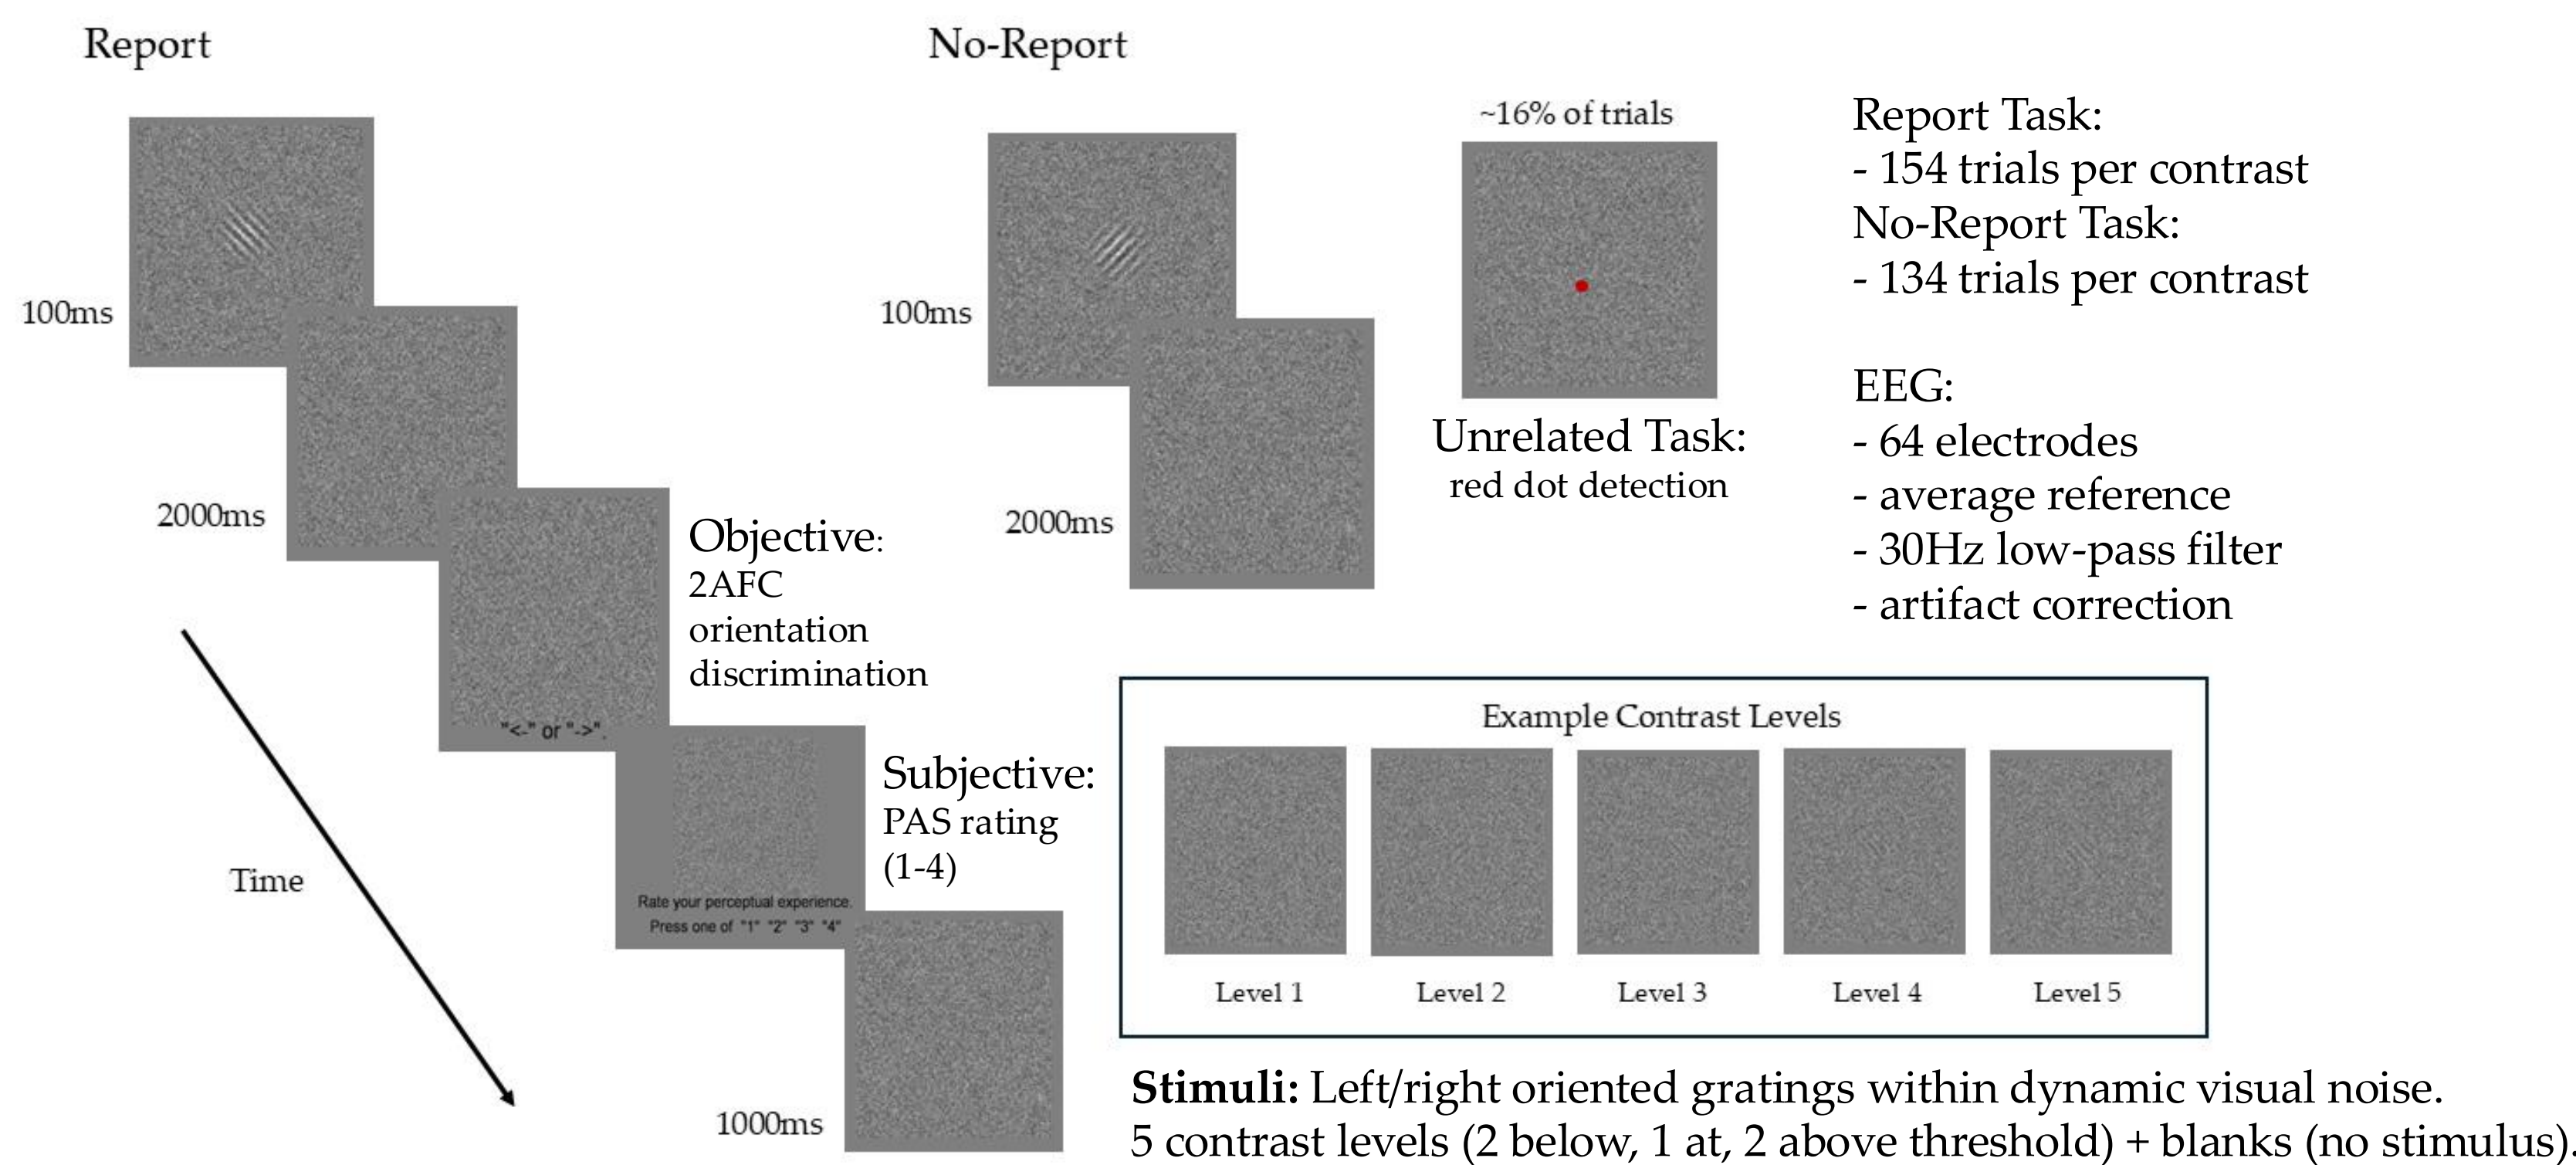 Report
100ms
2000ms
Objective:
2AFC
orientation
discrimination
"<-" or "->".
Subjective:
PAS rating
(1-4)
Rate your perceptual experience.
Press one of "1" "2" "3" "4"
Time
1000ms
No-Report
100ms
2000ms
~16% of trials
Unrelated Task:
red dot detection
Report Task:
- 154 trials per contrast
No-Report Task:
- 134 trials per contrast
EEG:
- 64 electrodes
- average reference
- 30Hz low-pass filter
- artifact correction
Example Contrast Levels
Level 1
Level 2
Level 3
Level 4
Level 5
Stimuli: Left/right oriented gratings within dynamic visual noise.
5 contrast levels (2 below, 1 at, 2 above threshold) + blanks (no stimulus).